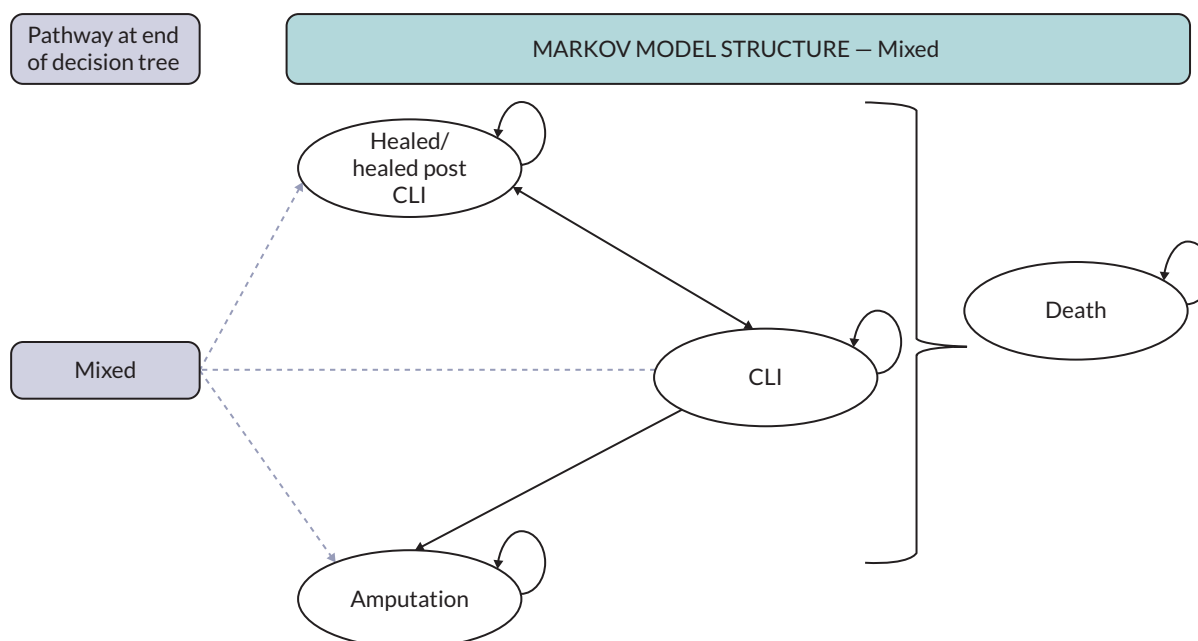 Pathway at end
of decision tree
MARKOV MODEL STRUCTURE — Mixed
Healed/
healed post
CLI
Death
Mixed
CLI
Amputation